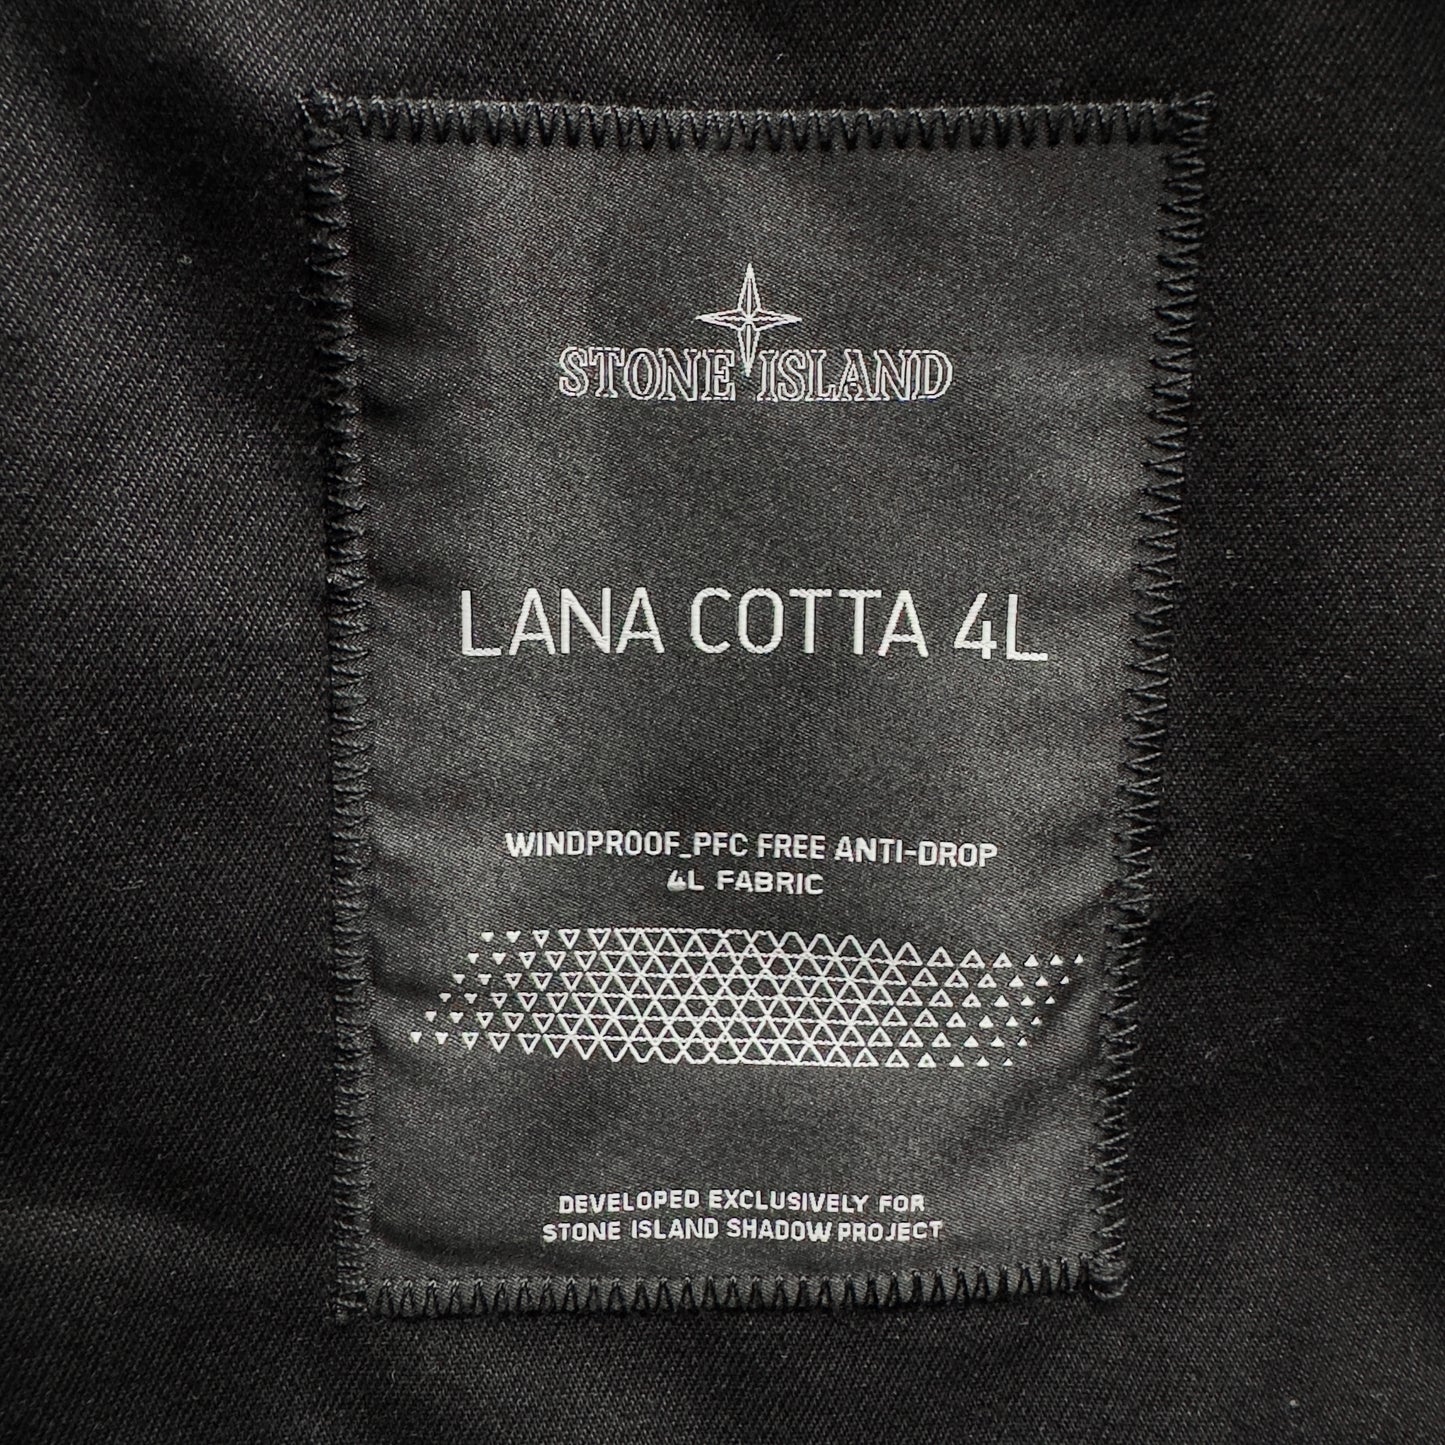 STONE ISLAND
LANA COTTA 4L
WINDPROOF_PFC FREE ANTI-DROP
4L FABRIC
DEVELOPED EXCLUSIVELY FOR
STONE ISLAND SHADOW PROJECT